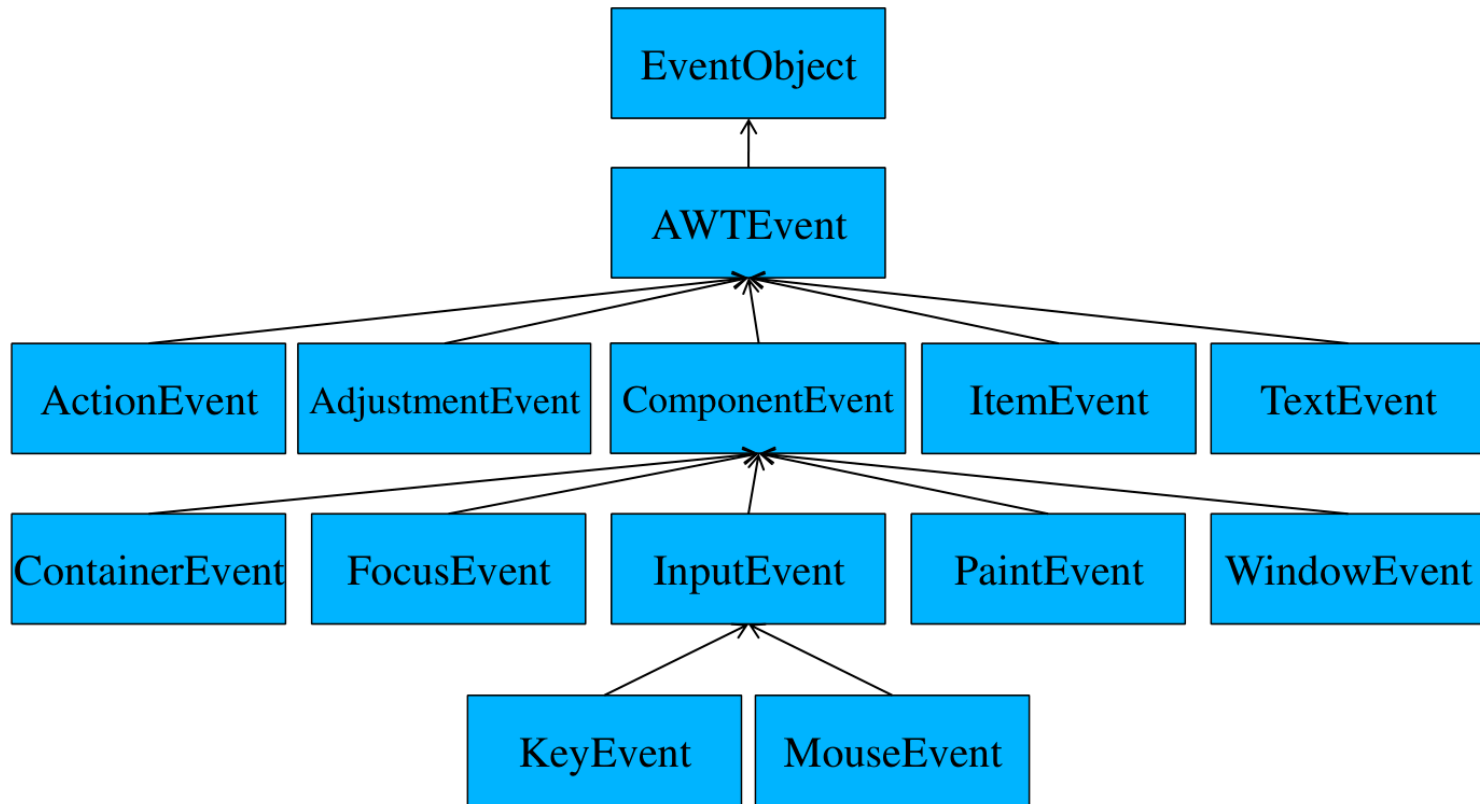 EventObject
AWTEvent
ActionEvent
AdjustmentEvent
ComponentEvent
ItemEvent
TextEvent
ContainerEvent
FocusEvent
InputEvent
PaintEvent
WindowEvent
KeyEvent
MouseEvent